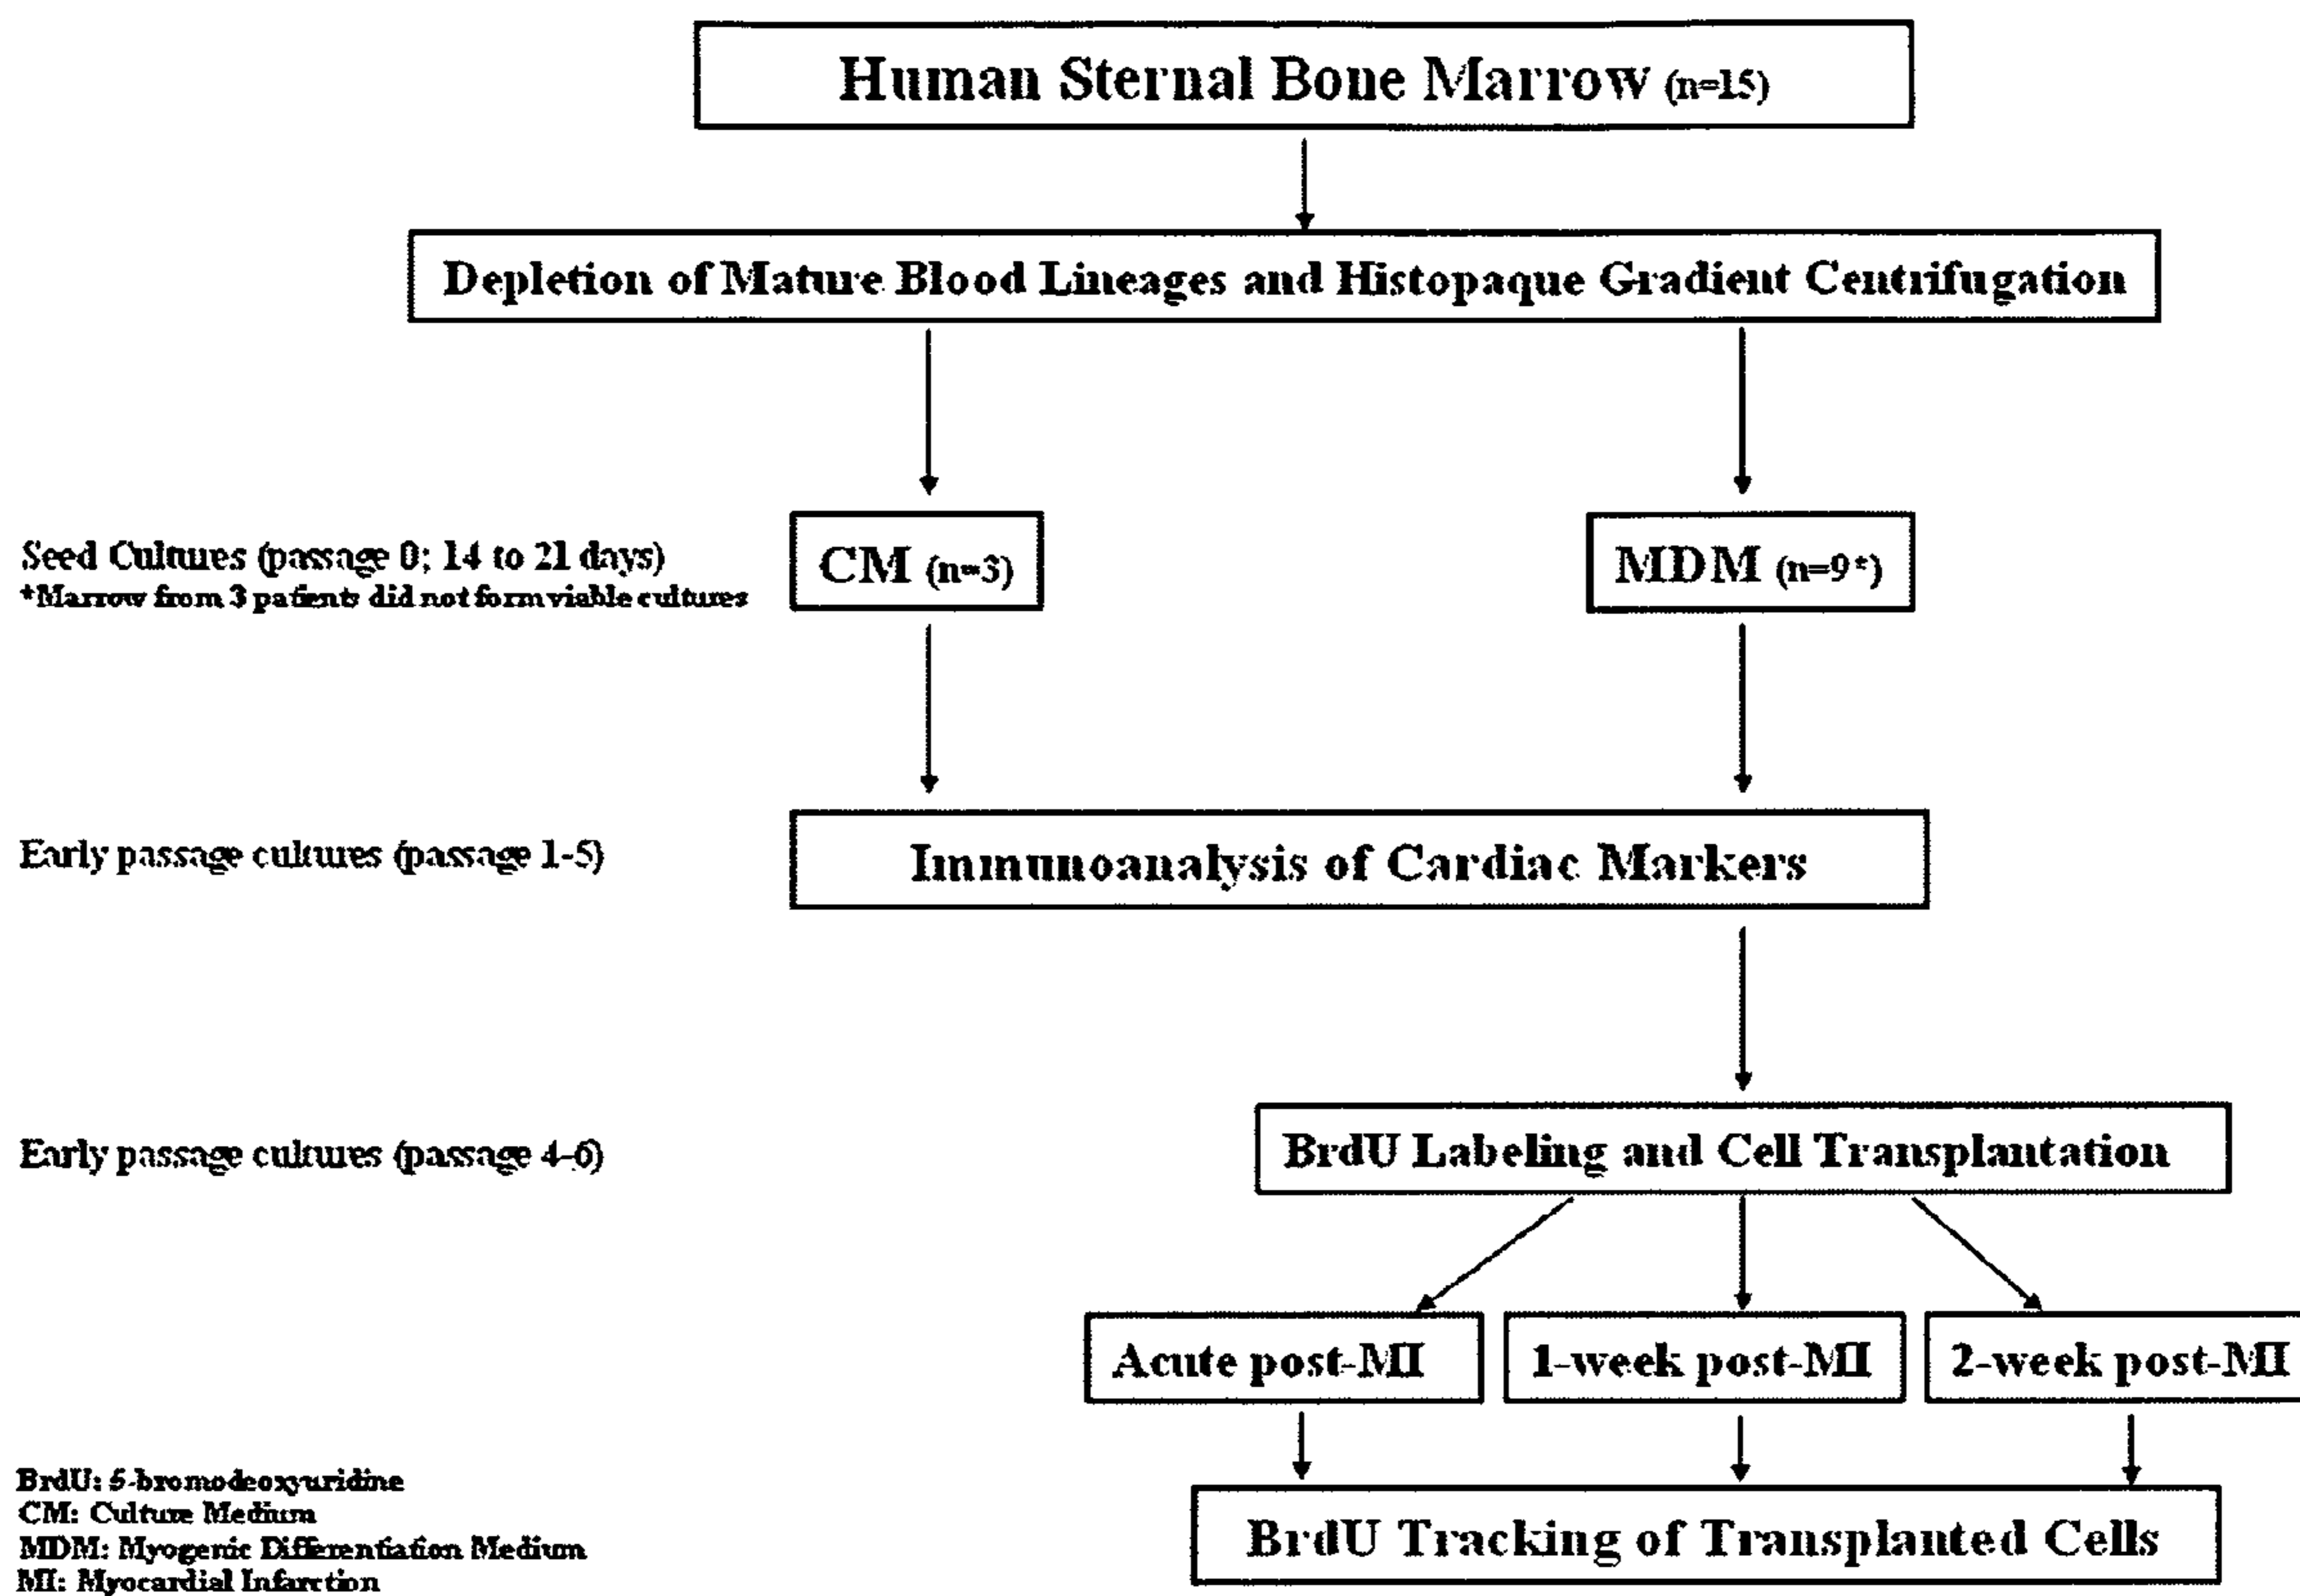 Human Sternal Bone Marrow (n=15)
Depletion of Mature Blood Lineages and Histopaque Gradient Centrifugation
Seed Cultures (passage 0; 14 to 21 days)
*Marrow from 3 patients did not form viable cultures
CM (n=3)
MDM (n=9*)
Early passage cultures (passage 1-5)
Immunoanalysis of Cardiac Markers
Early passage cultures (passage 4-6)
BrdU Labeling and Cell Transplantation
Acute post-MI
1-week post-MI
2-week post-MI
BrdU Tracking of Transplanted Cells
BrdU: 5-bromodeoxyuridine
CM: Culture Medium
MDM: Myogenic Differentiation Medium
MI: Myocardial Infarction